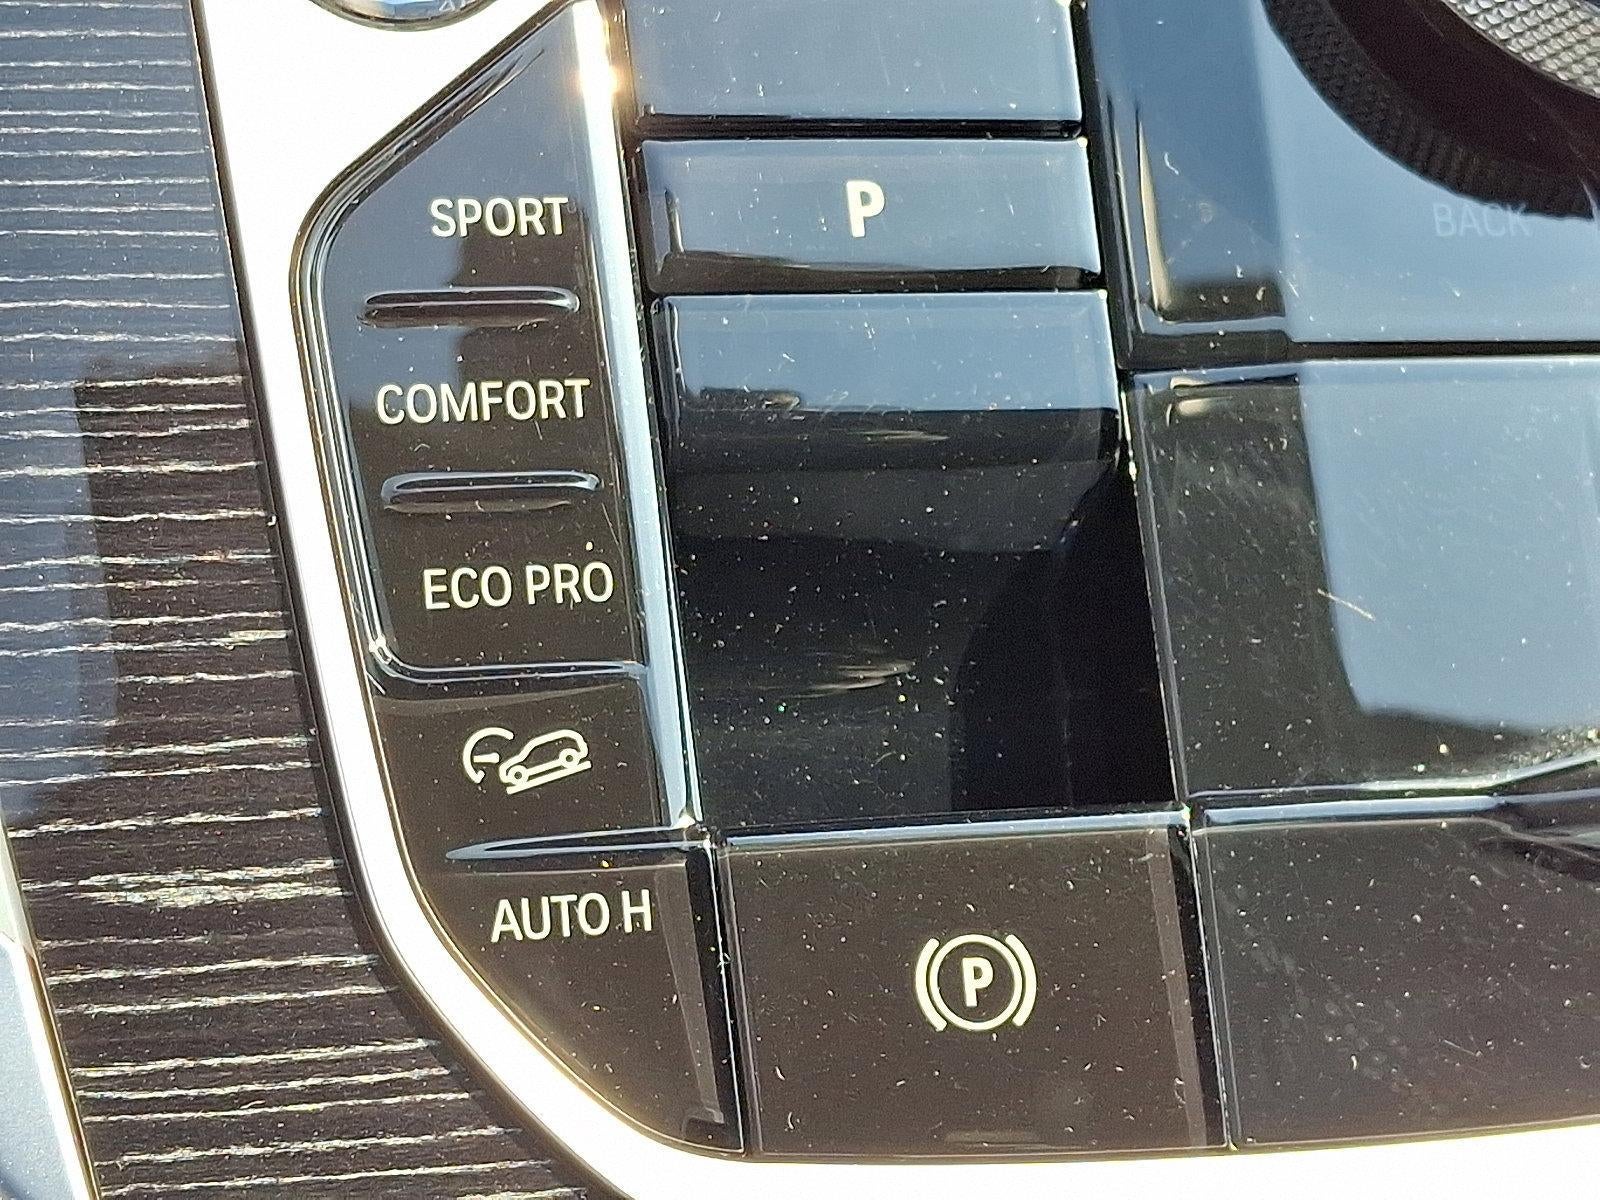 SPORT
P
BACK
COMFORT
ECO PRO
AUTO H
P